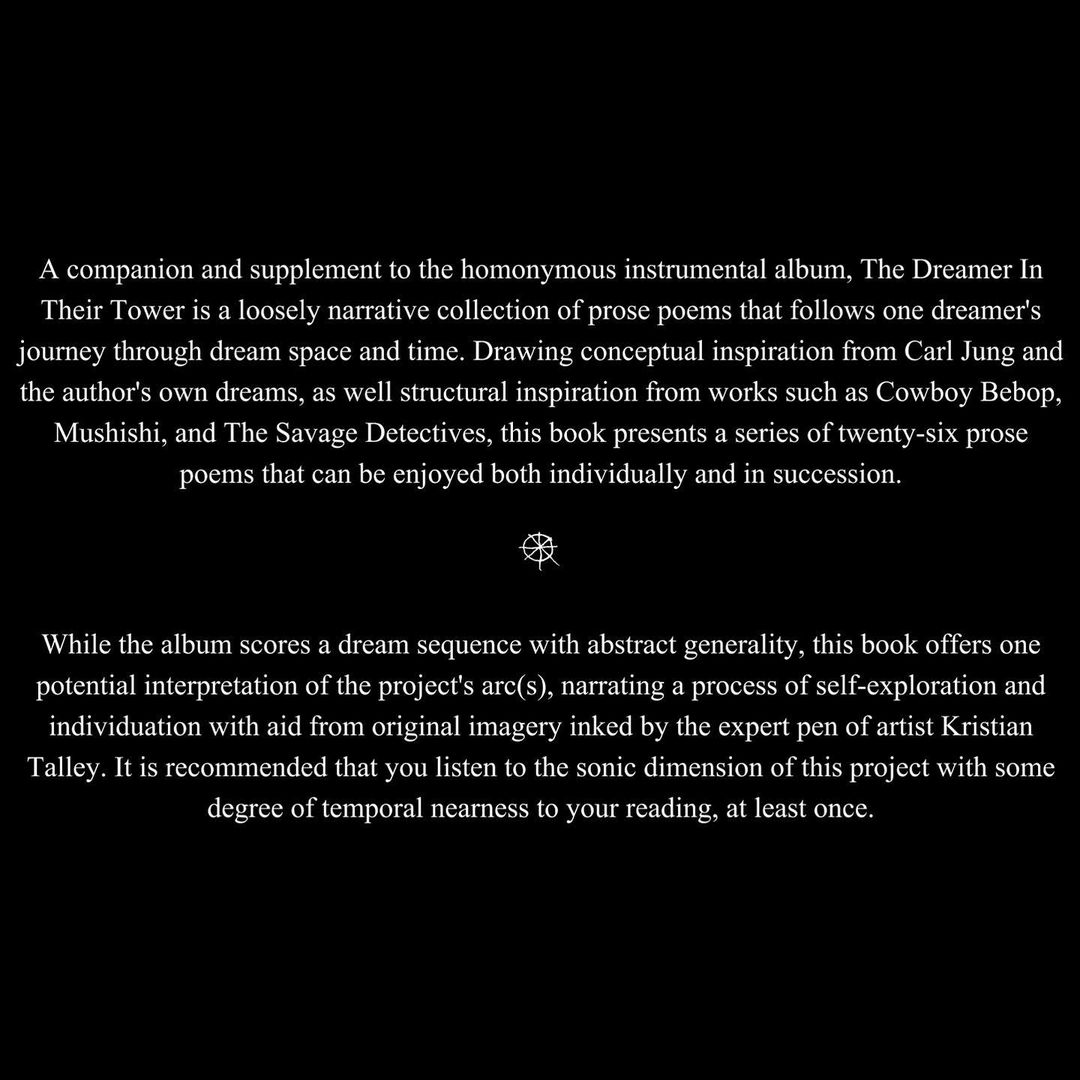 A companion and supplement to the homonymous instrumental album, The Dreamer In
Their Tower is a loosely narrative collection of prose poems that follows one dreamer's
journey through dream space and time. Drawing conceptual inspiration from Carl Jung and
the author's own dreams, as well structural inspiration from works such as Cowboy Bebop,
Mushishi, and The Savage Detectives, this book presents a series of twenty-six prose
poems that can be enjoyed both individually and in succession.
While the album scores a dream sequence with abstract generality, this book offers one
potential interpretation of the project's arc(s), narrating a process of self-exploration and
individuation with aid from original imagery inked by the expert pen of artist Kristian
Talley. It is recommended that you listen to the sonic dimension of this project with some
degree of temporal nearness to your reading, at least once.